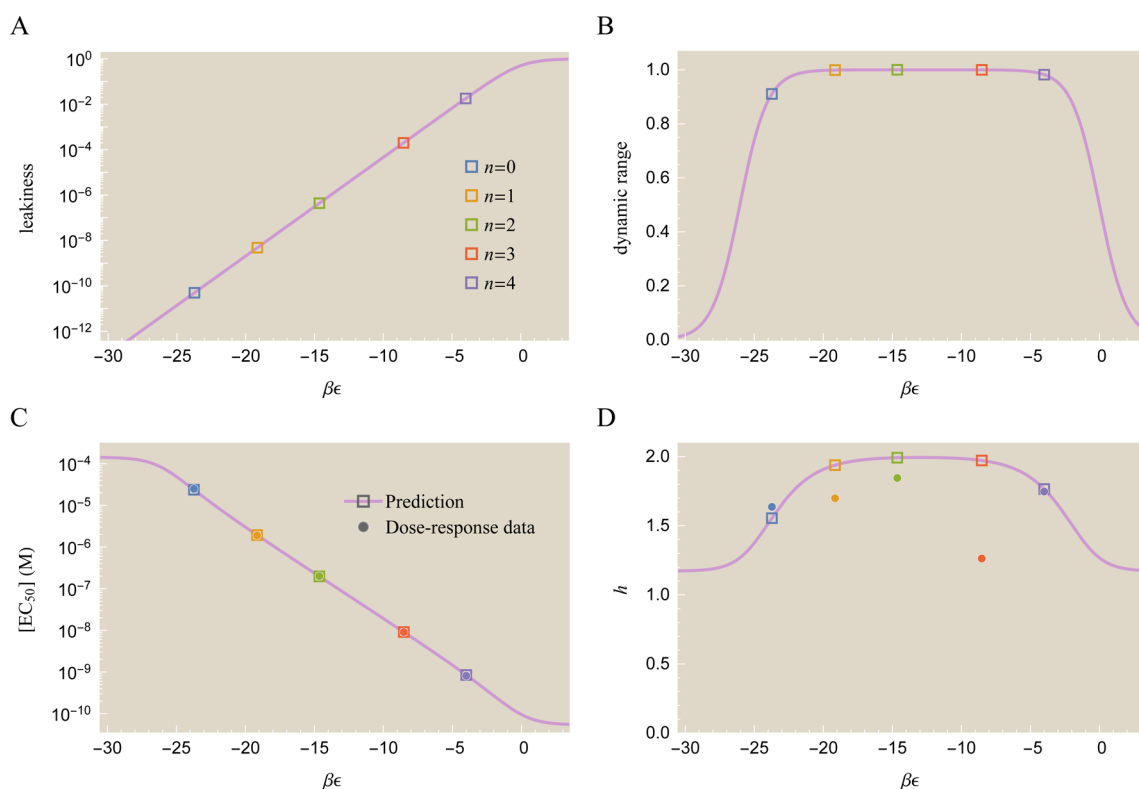 A
leakiness
10⁰
10⁻²
10⁻⁴
10⁻⁶
10⁻⁸
10⁻¹⁰
10⁻¹²
n=0
n=1
n=2
n=3
n=4
−30 −25 −20 −15 −10 −5 0
βϵ
B
dynamic range
1.0
0.8
0.6
0.4
0.2
0.0
−30 −25 −20 −15 −10 −5 0
βϵ
C
[EC₅₀] (M)
10⁻⁴
10⁻⁵
10⁻⁶
10⁻⁷
10⁻⁸
10⁻⁹
10⁻¹⁰
Prediction
Dose-response data
−30 −25 −20 −15 −10 −5 0
βϵ
D
h
2.0
1.5
1.0
0.5
0.0
−30 −25 −20 −15 −10 −5 0
βϵ